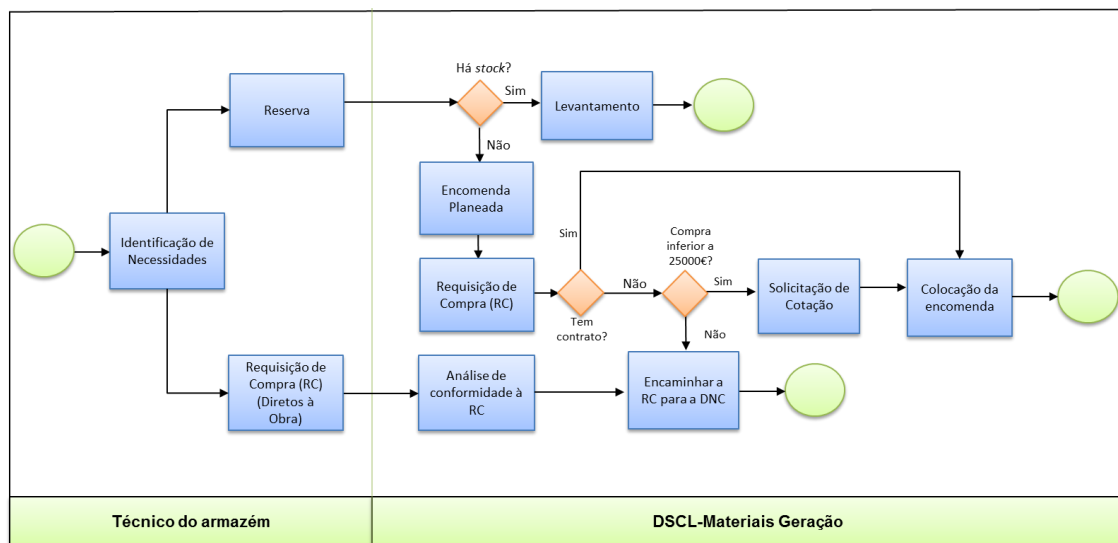 Há stock?
Sim
Reserva
Levantamento
Não
Encomenda
Planeada
Identificação de
Necessidades
Sim
Compra
inferior a
25000€?
Requisição de
Compra (RC)
Não
Sim
Solicitação de
Cotação
Colocação da
encomenda
Tem
contrato?
Não
Requisição de
Compra (RC)
(Diretos à
Obra)
Análise de
conformidade à
RC
Encaminhar a
RC para a DNC
Técnico do armazém
DSCL-Materiais Geração